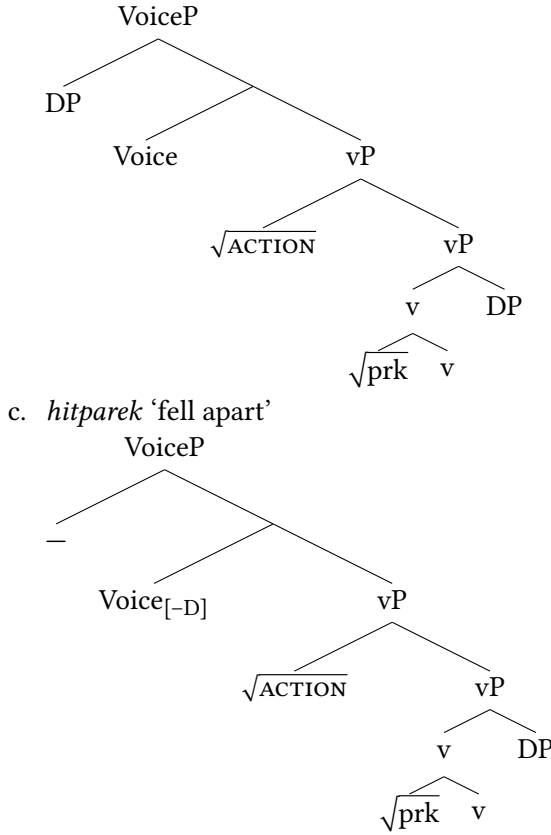 VoiceP
DP
Voice vP
√ACTION vP
v DP
√prk v
c. hitparek ‘fell apart’
VoiceP
–
Voice[–D] vP
√ACTION vP
v DP
√prk v